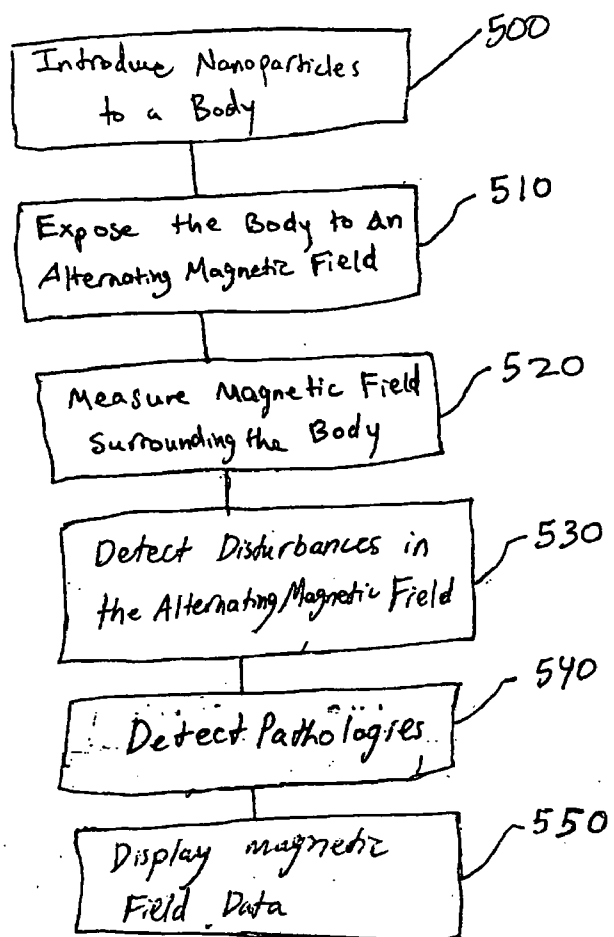 500
Introduce Nanoparticles
to a Body
510
Expose the Body to An
Alternating Magnetic Field
520
Measure Magnetic Field
Surrounding the Body
530
Detect Disturbances in
the Alternating Magnetic Field
540
Detect Pathologies
550
Display magnetic
Field Data